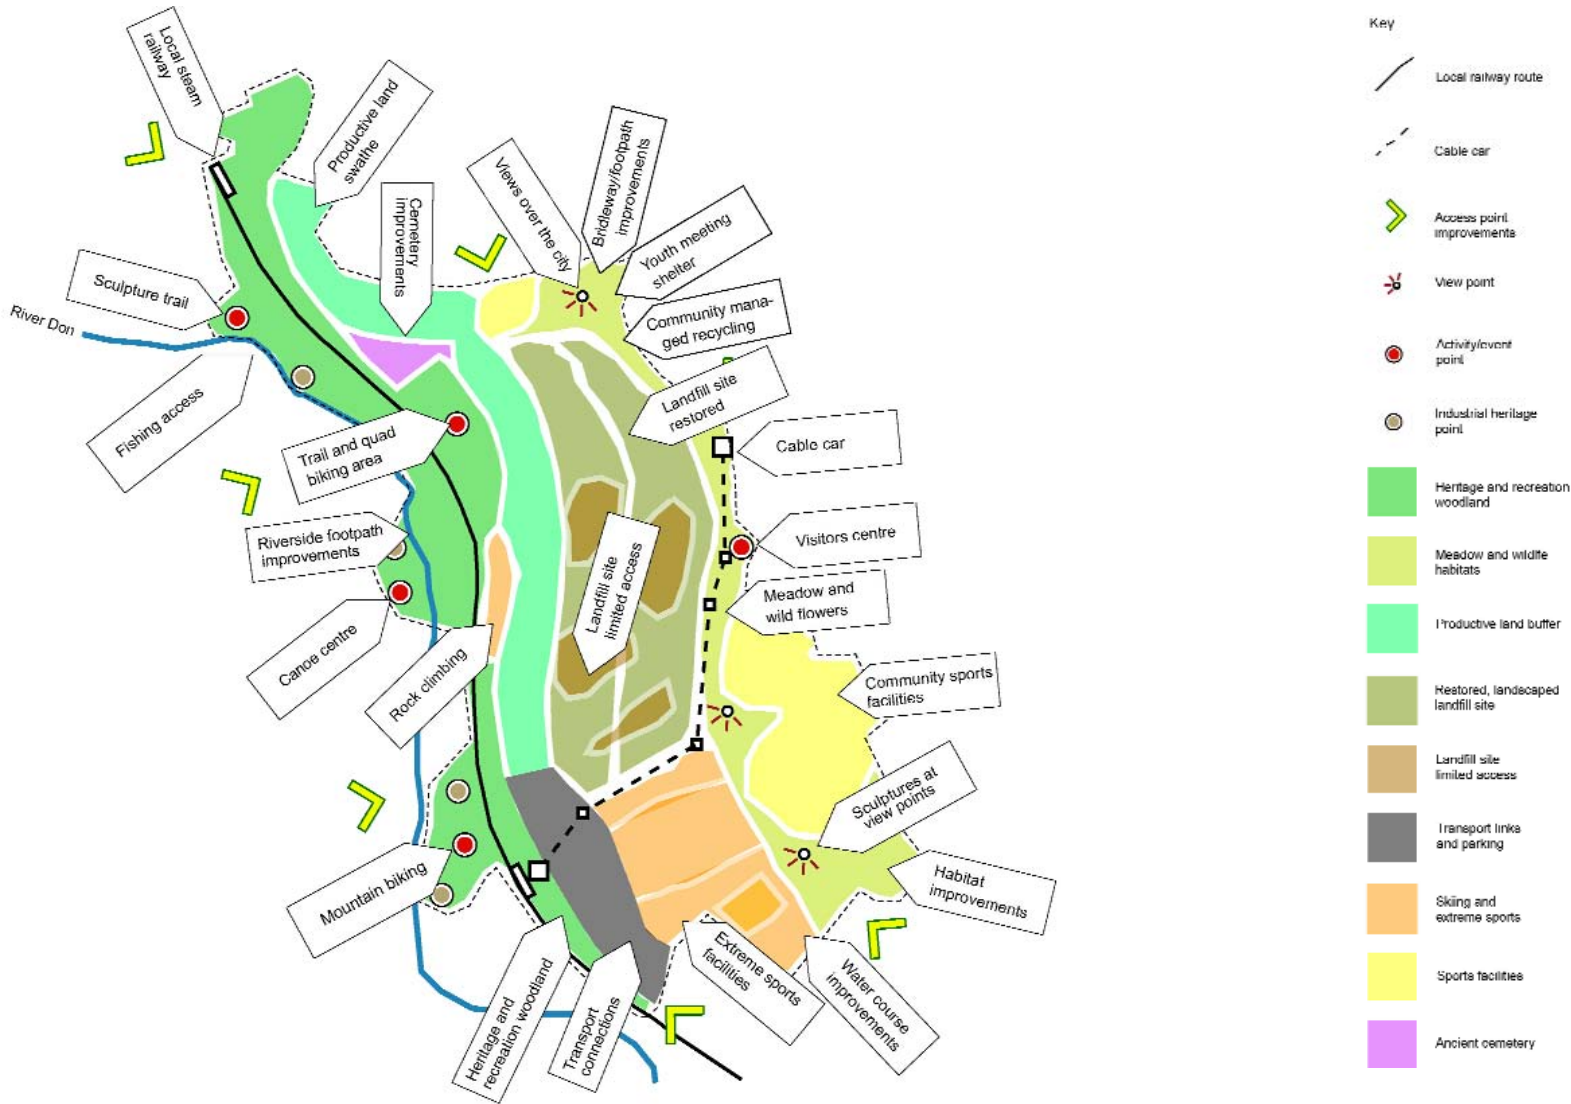 Local steam
railway
Productive land
swathe
Cemetery
improvements
Views over the city
Bridleway/footpath
improvements
Youth meeting
shelter
Community mana-
ged recycling
Landfill site
restored
Cable car
Visitors centre
Meadow and
wild flowers
Community sports
facilities
Sculptures at
view points
Habitat
improvements
Water course
improvements
Extreme sports
facilities
Transport
connections
Heritage and
recreation woodland
Mountain biking
Rock climbing
Canoe centre
Riverside footpath
improvements
Trail and quad
biking area
Fishing access
River Don
Sculpture trail
Landfill site
limited access
Key
Local railway route
Cable car
Access point
improvements
View point
Activity/event
point
Industrial heritage
point
Heritage and recreation
woodland
Meadow and wildlife
habitats
Productive land buffer
Restored, landscaped
landfill site
Landfill site
limited access
Transport links
and parking
Skiing and
extreme sports
Sports facilities
Ancient cemetery